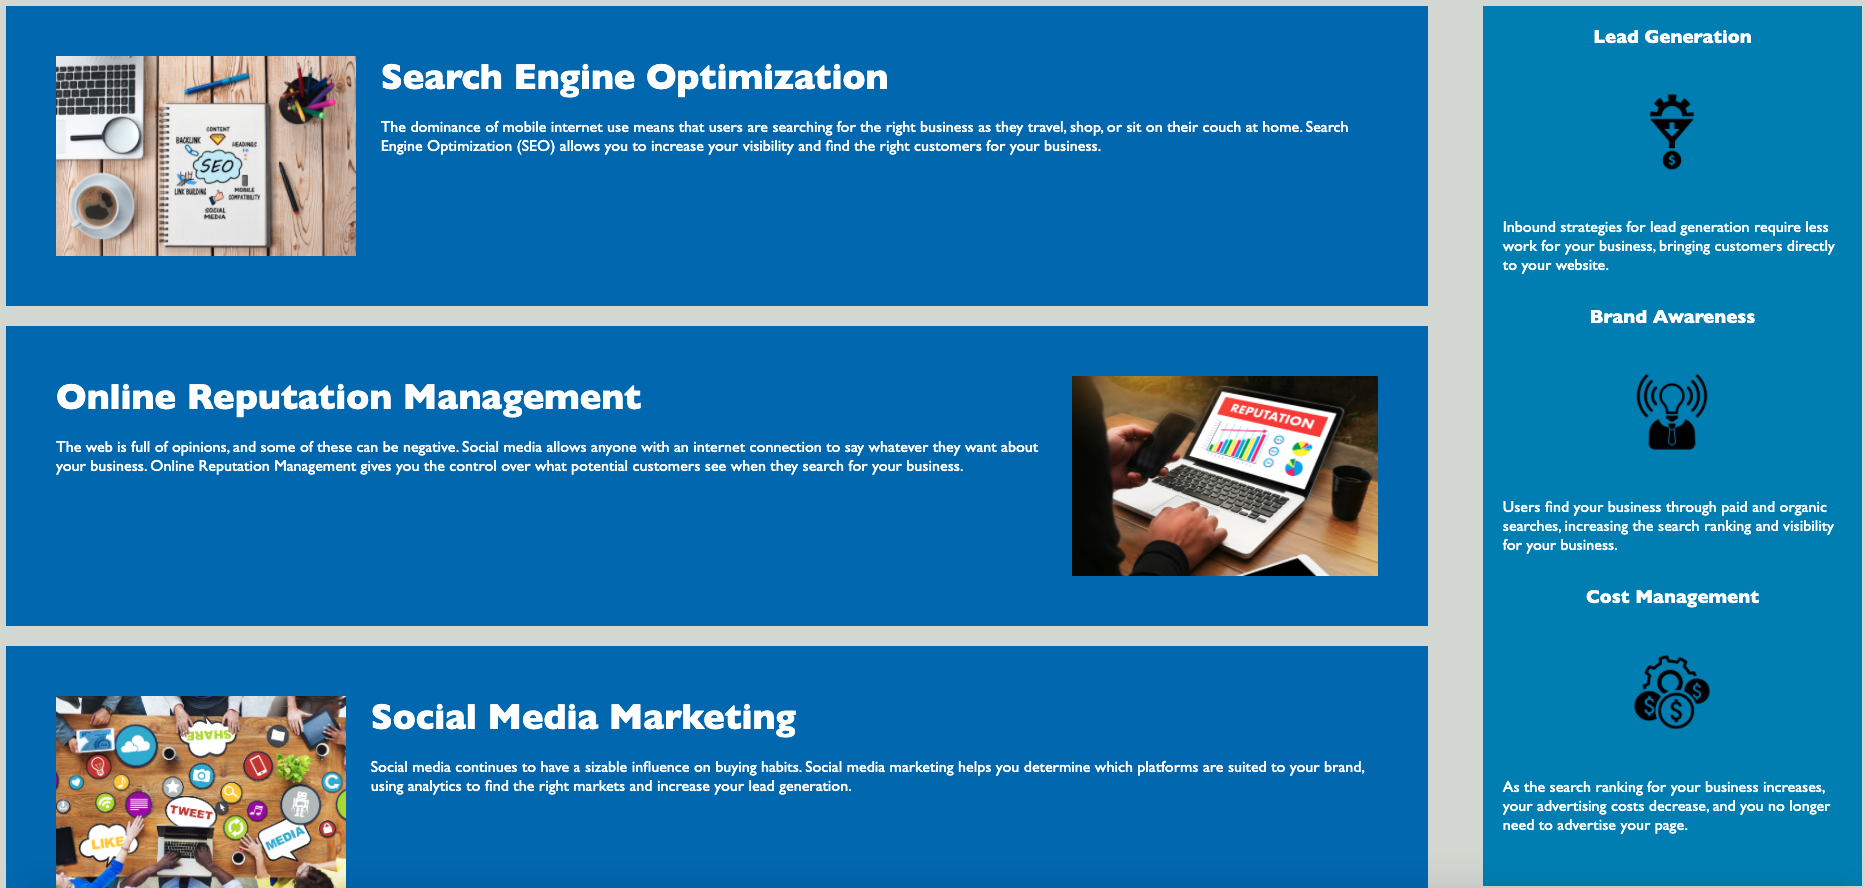 Search Engine Optimization
The dominance of mobile internet use means that users are searching for the right business as they travel, shop, or sit on their couch at home. Search
Engine Optimization (SEO) allows you to increase your visibility and find the right customers for your business.
CONTENT
BACKLINK
HEADINGS
SEO
LINK BUILDING
MOBILE
COMPATIBILITY
SOCIAL
MEDIA
Online Reputation Management
The web is full of opinions, and some of these can be negative. Social media allows anyone with an internet connection to say whatever they want about
your business. Online Reputation Management gives you the control over what potential customers see when they search for your business.
REPUTATION
Social Media Marketing
Social media continues to have a sizable influence on buying habits. Social media marketing helps you determine which platforms are suited to your brand,
using analytics to find the right markets and increase your lead generation.
SHARE
TWEET
LIKE
MEDIA
Lead Generation
$
Inbound strategies for lead generation require less
work for your business, bringing customers directly
to your website.
Brand Awareness
Users find your business through paid and organic
searches, increasing the search ranking and visibility
for your business.
Cost Management
$
$
$
As the search ranking for your business increases,
your advertising costs decrease, and you no longer
need to advertise your page.